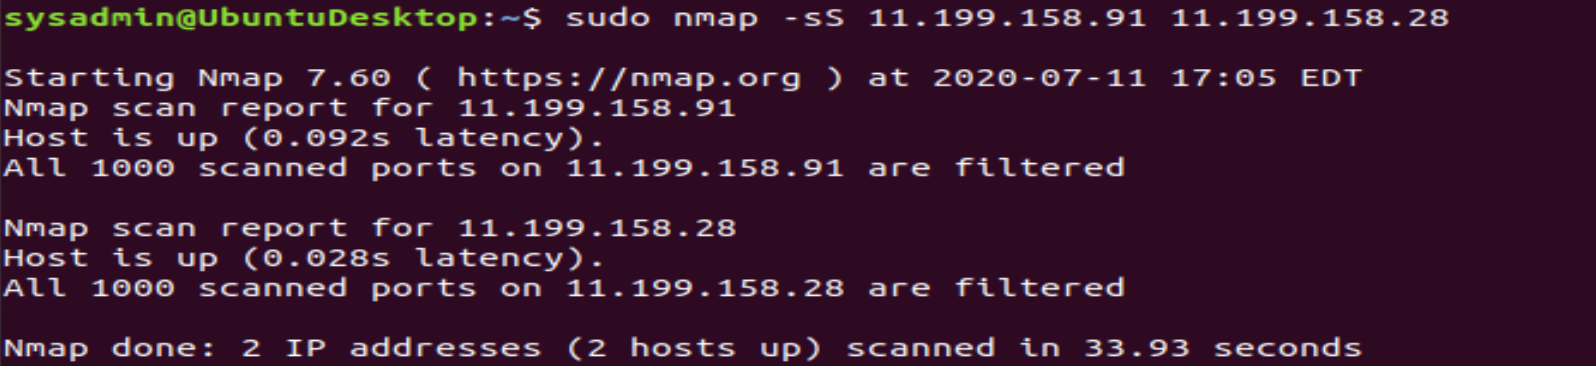 sysadmin@UbuntuDesktop:~$ sudo nmap -sS 11.199.158.91 11.199.158.28
Starting Nmap 7.60 ( https://nmap.org ) at 2020-07-11 17:05 EDT
Nmap scan report for 11.199.158.91
Host is up (0.092s latency).
All 1000 scanned ports on 11.199.158.91 are filtered
Nmap scan report for 11.199.158.28
Host is up (0.028s latency).
All 1000 scanned ports on 11.199.158.28 are filtered
Nmap done: 2 IP addresses (2 hosts up) scanned in 33.93 seconds